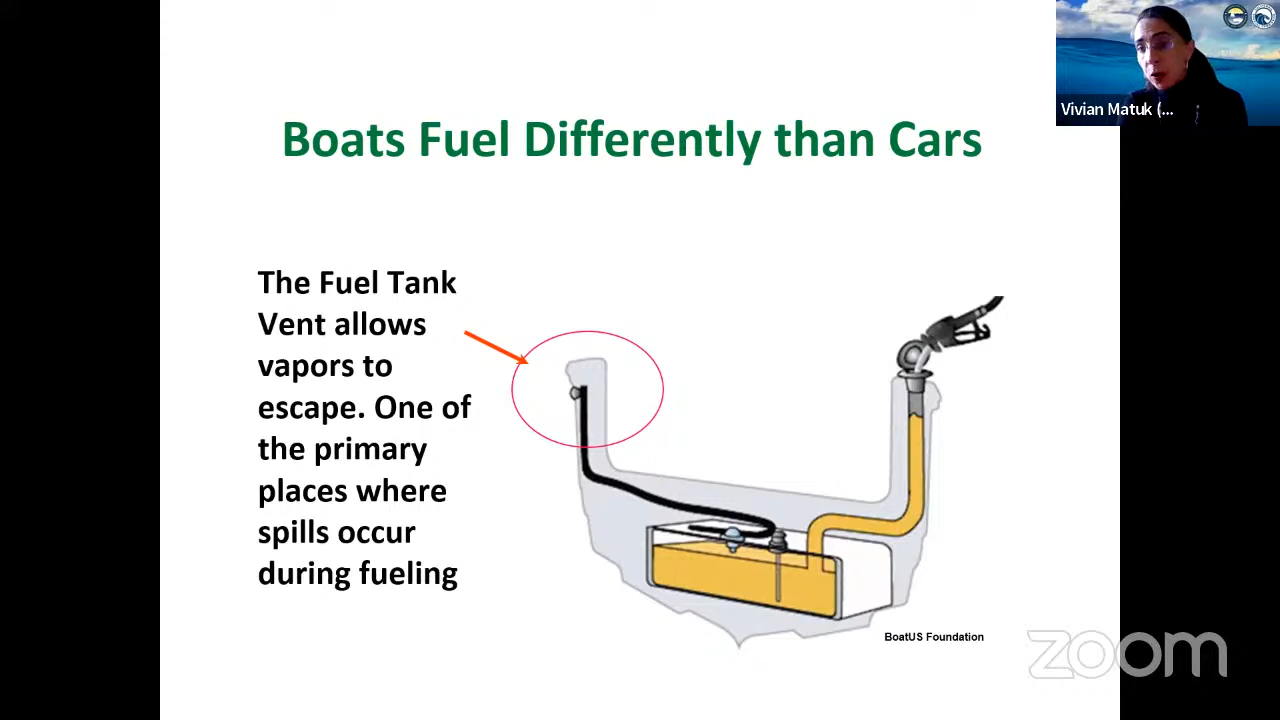 Vivian Matuk (...
Boats Fuel Differently than Cars
The Fuel Tank
Vent allows
vapors to
escape. One of
the primary
places where
spills occur
during fueling
BoatUS Foundation
zoom